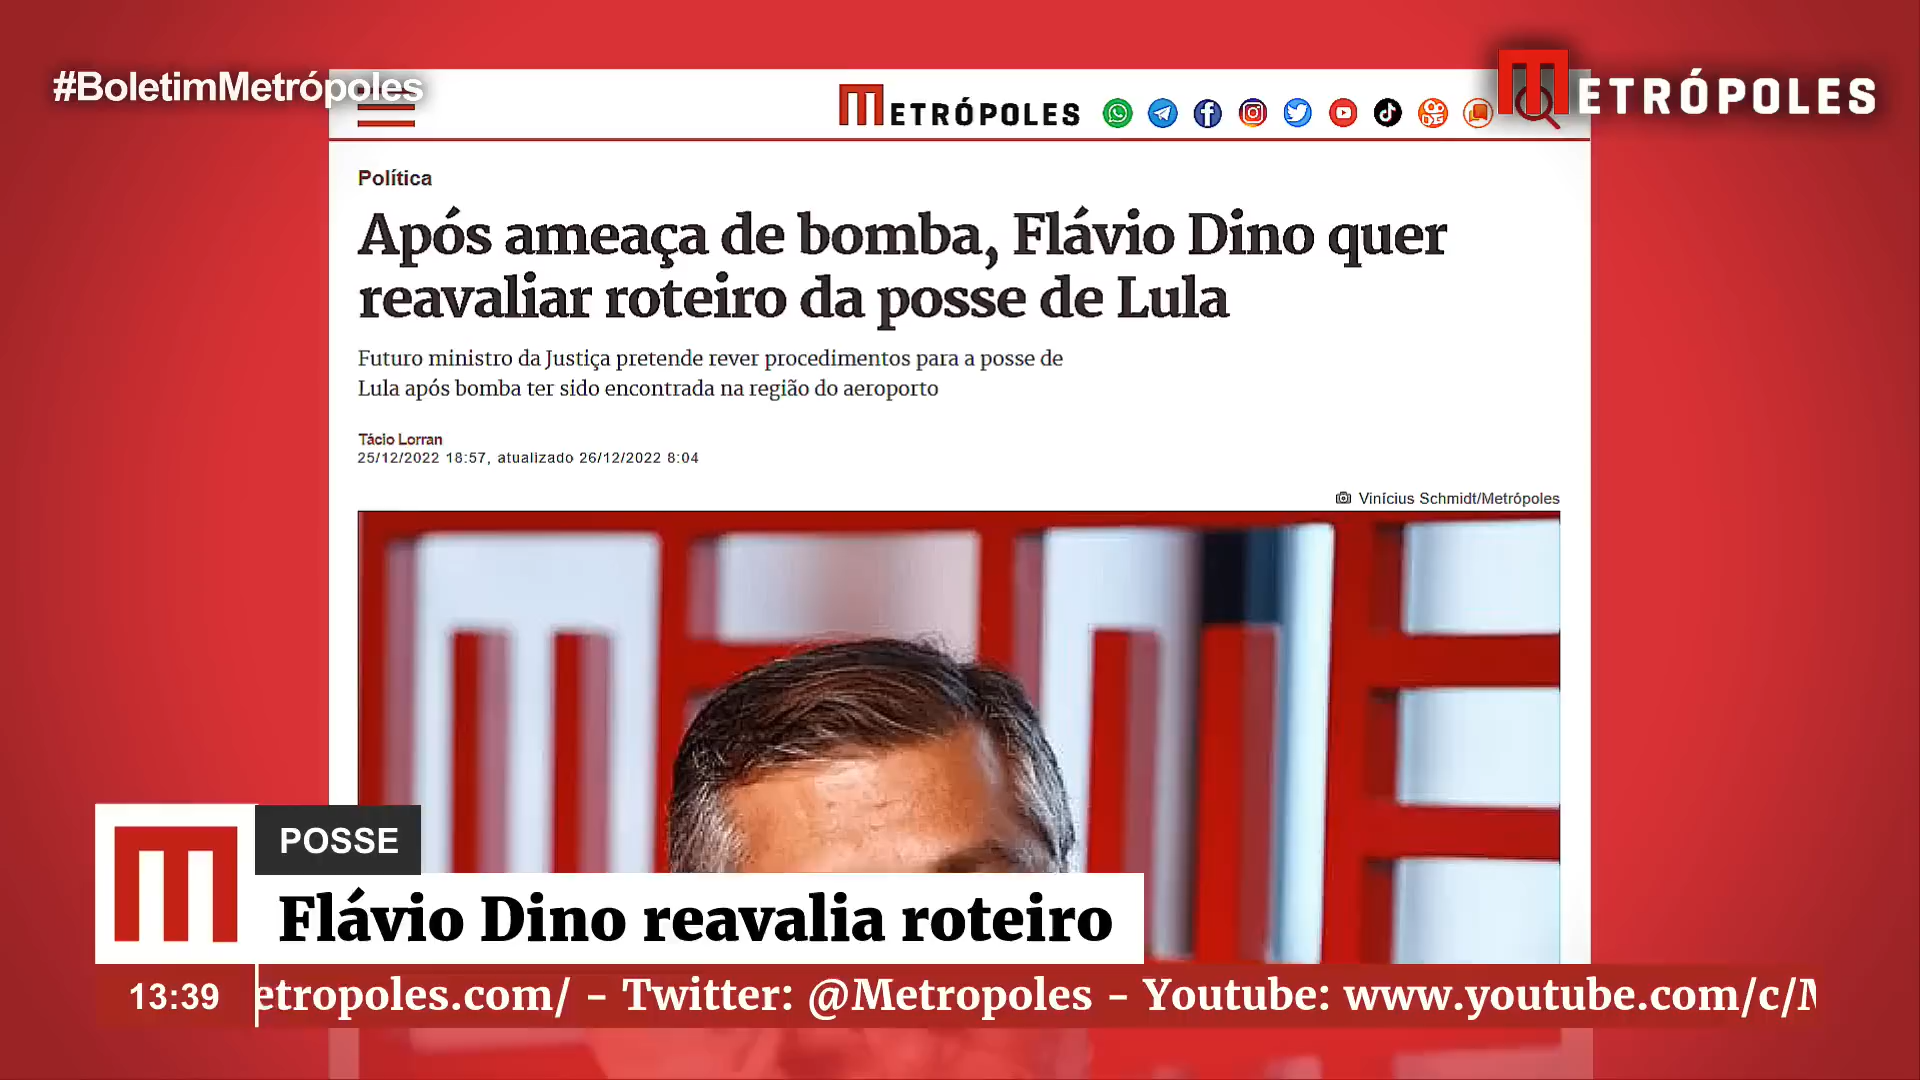 #BoletimMetrópoles
METRÓPOLES
METRÓPOLES
Política
Após ameaça de bomba, Flávio Dino quer
reavaliar roteiro da posse de Lula
Futuro ministro da Justiça pretende rever procedimentos para a posse de
Lula após bomba ter sido encontrada na região do aeroporto
Tácio Lorran
25/12/2022 18:57, atualizado 26/12/2022 8:04
Vinícius Schmidt/Metrópoles
POSSE
Flávio Dino reavalia roteiro
13:39
etropoles.com/ - Twitter: @Metropoles - Youtube: www.youtube.com/c/M